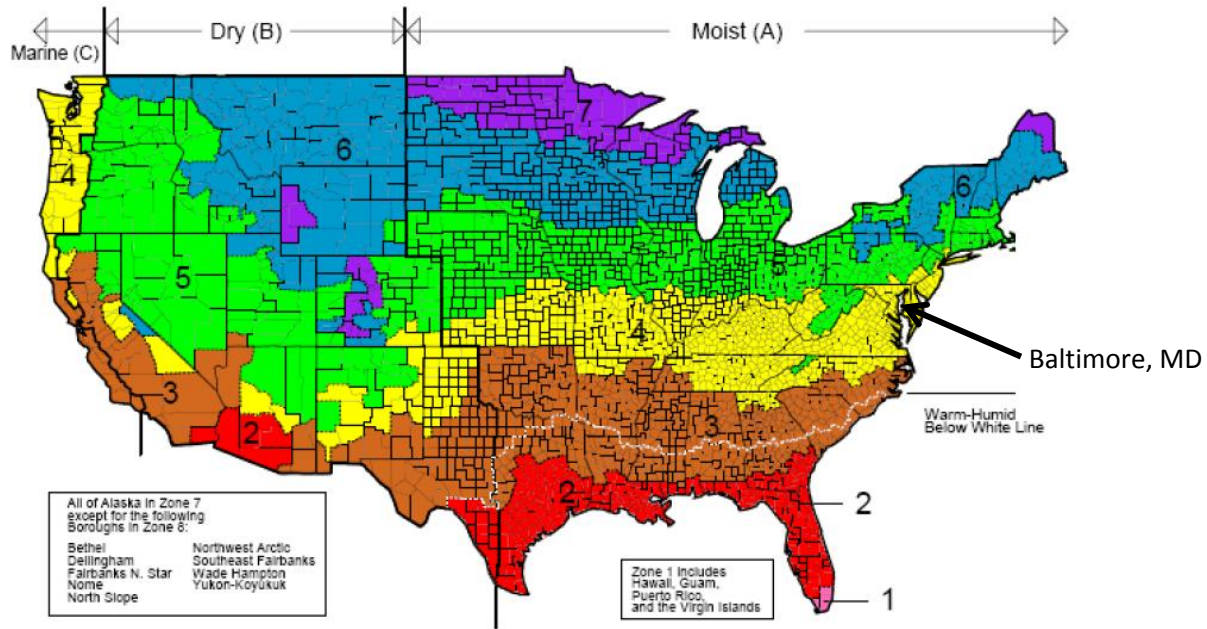 Marine (C)
Dry (B)
Moist (A)
7
6
6
4
5
5
4
3
3
2
2
2
1
Baltimore, MD
Warm-Humid
Below White Line
All of Alaska in Zone 7
except for the following
Boroughs in Zone 8:
Bethel Northwest Arctic
Dellingham Southeast Fairbanks
Fairbanks N. Star Wade Hampton
Nome Yukon-Koyukuk
North Slope
Zone 1 includes
Hawaii, Guam,
Puerto Rico,
and the Virgin Islands